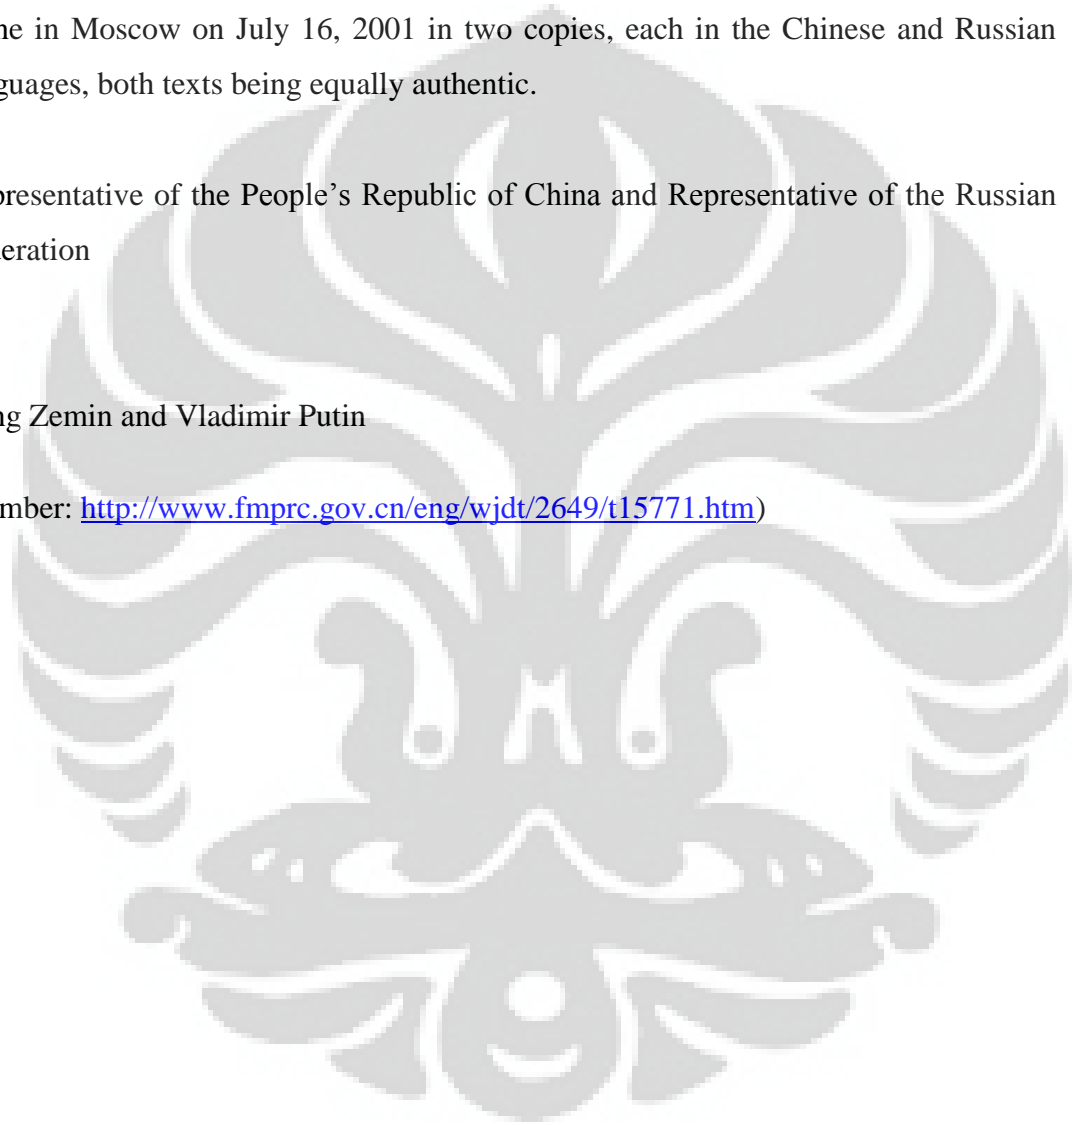 ne in Moscow on July 16, 2001 in two copies, each in the Chinese and Russian
guages, both texts being equally authentic.
presentative of the People’s Republic of China and Representative of the Russian
eration
ng Zemin and Vladimir Putin
mber: http://www.fmprc.gov.cn/eng/wjdt/2649/t15771.htm)